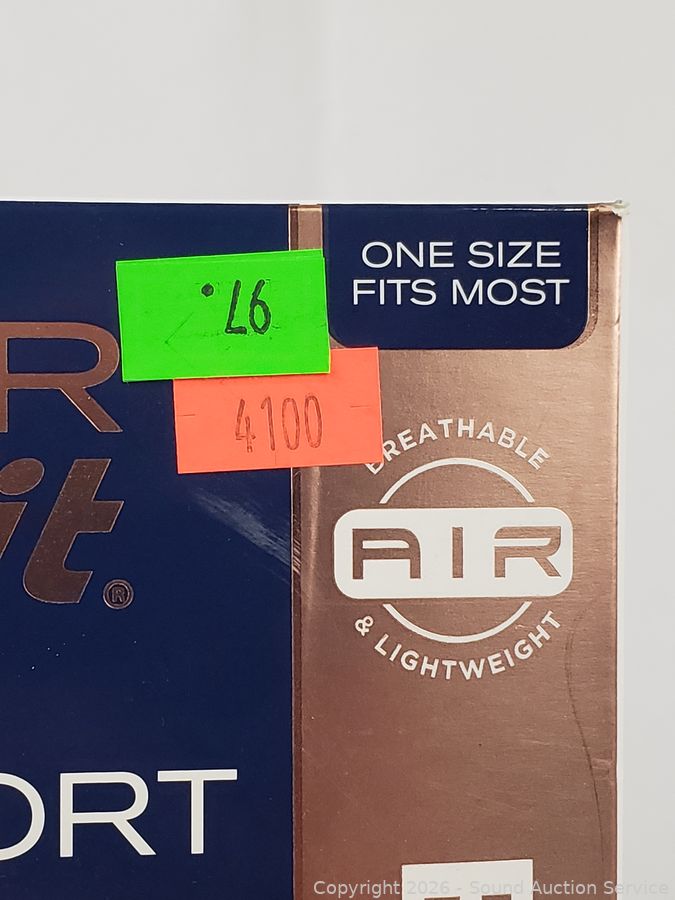 ONE SIZE
FITS MOST
97.
R
4100
BREATHABLE
it®
AIR
& LIGHTWEIGHT
ORT
Copyright 2026 - Sound Auction Service